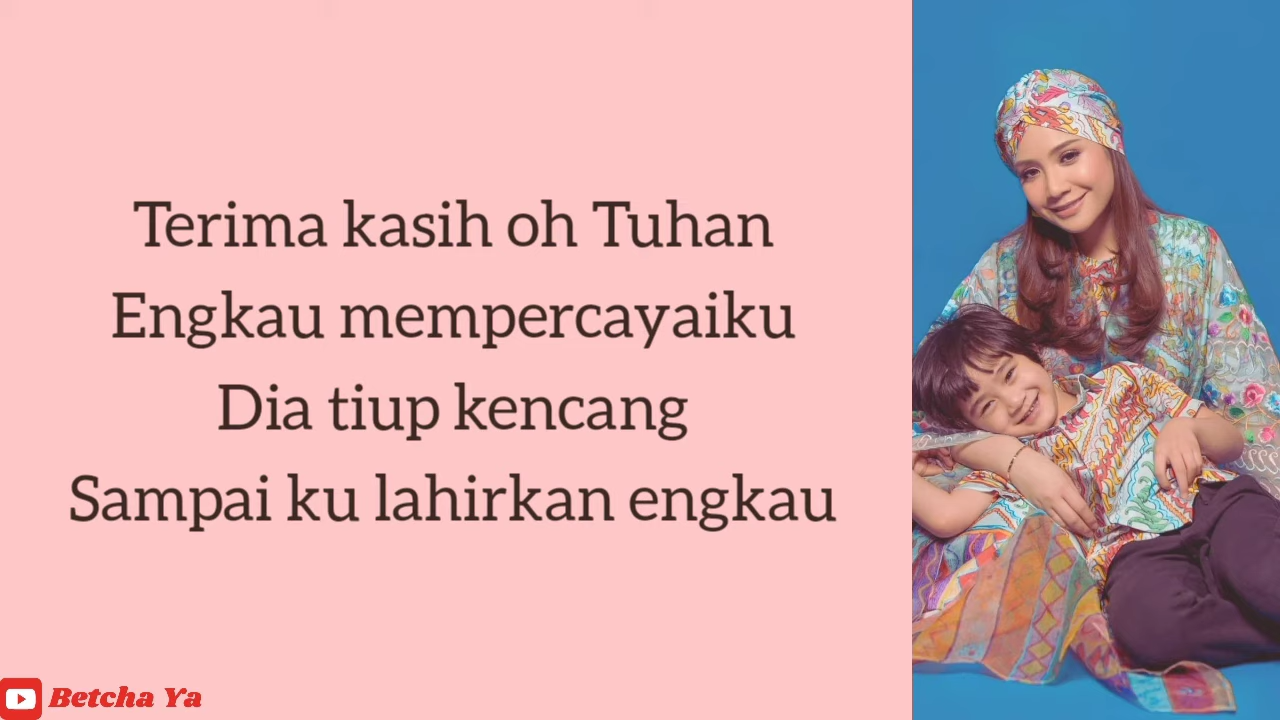 Terima kasih oh Tuhan
Engkau mempercayaiku
Dia tiup kencang
Sampai ku lahirkan engkau
Betcha Ya